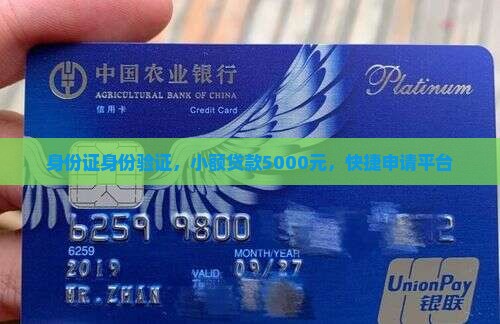 中国农业银行
AGRICULTURAL BANK OF CHINA
信用卡 Credit Card
Platinum
身份证身份验证，小额贷款5000元，快捷申请平台
6259 9800 2
6259
MONTH/YEAR
2019 VALID 09/27
MR.ZHAN
UnionPay
银联